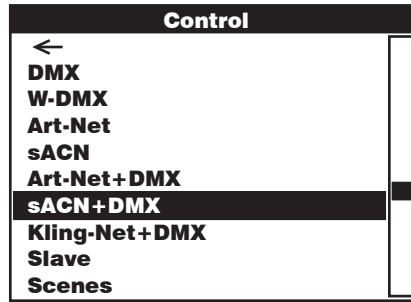 Control
←
DMX
W-DMX
Art-Net
sACN
Art-Net+DMX
sACN+DMX
Kling-Net+DMX
Slave
Scenes